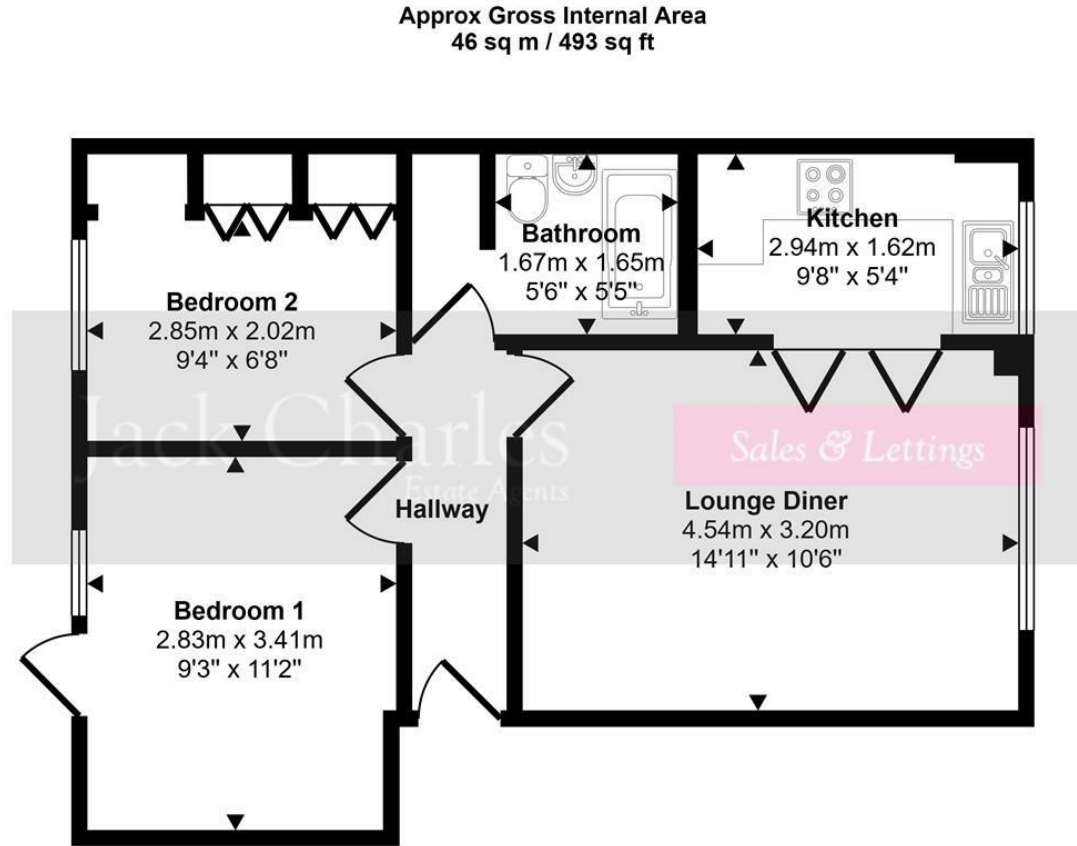 Approx Gross Internal Area
46 sq m / 493 sq ft
Bathroom
1.67m x 1.65m
5'6" x 5'5"
Kitchen
2.94m x 1.62m
9'8" x 5'4"
Bedroom 2
2.85m x 2.02m
9'4" x 6'8"
Jack Charles
Estate Agents
Sales & Lettings
Hallway
Lounge Diner
4.54m x 3.20m
14'11" x 10'6"
Bedroom 1
2.83m x 3.41m
9'3" x 11'2"